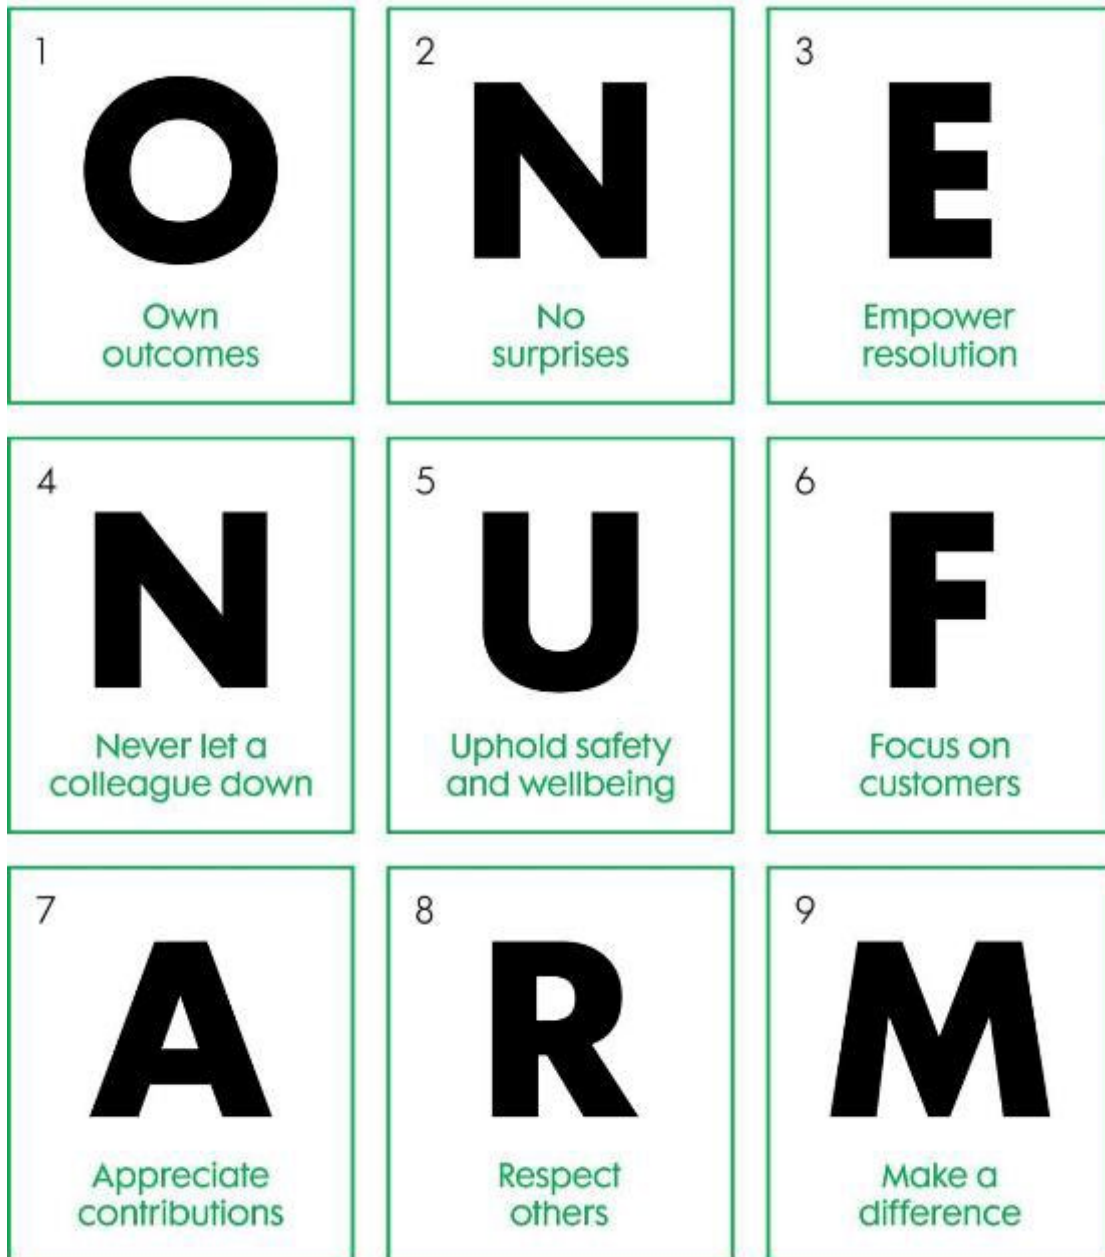 1
O
Own
outcomes
2
N
No
surprises
3
E
Empower
resolution
4
N
Never let a
colleague down
5
U
Uphold safety
and wellbeing
6
F
Focus on
customers
7
A
Appreciate
contributions
8
R
Respect
others
9
M
Make a
difference